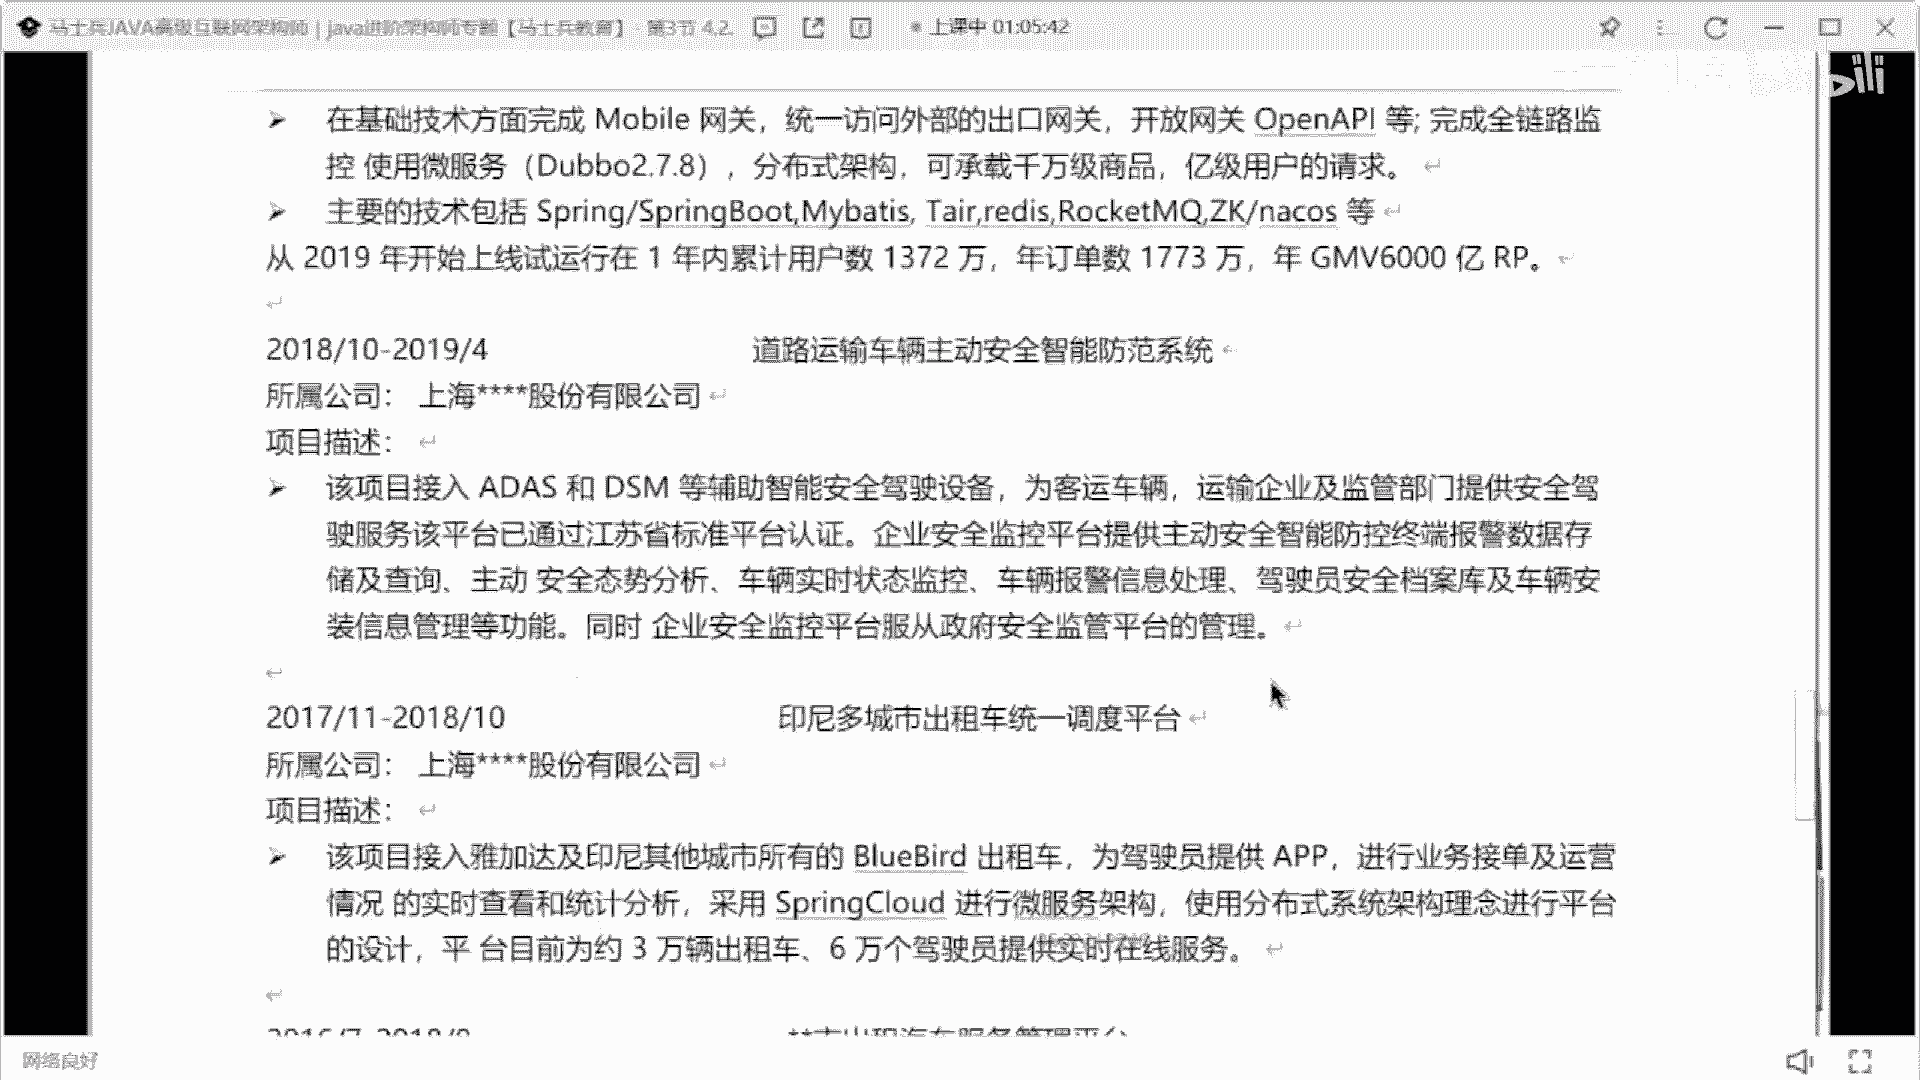 马士兵JAVA高级互联网架构师 | java进阶架构师专题【马士兵教育】 - 第3节 4.2. 上课中 01:05:42
bilibili
➢ 在基础技术方面完成 Mobile 网关，统一访问外部的出口网关，开放网关 OpenAPI 等; 完成全链路监
控 使用微服务（Dubbo2.7.8），分布式架构，可承载千万级商品，亿级用户的请求。
➢ 主要的技术包括 Spring/SpringBoot,Mybatis, Tair,redis,RocketMQ,ZK/nacos 等
从 2019 年开始上线试运行在 1 年内累计用户数 1372 万，年订单数 1773 万，年 GMV6000 亿 RP。
2018/10-2019/4 道路运输车辆主动安全智能防范系统
所属公司： 上海****股份有限公司
项目描述：
➢ 该项目接入 ADAS 和 DSM 等辅助智能安全驾驶设备，为客运车辆，运输企业及监管部门提供安全驾
驶服务该平台已通过江苏省标准平台认证。企业安全监控平台提供主动安全智能防控终端报警数据存
储及查询、主动 安全态势分析、车辆实时状态监控、车辆报警信息处理、驾驶员安全档案库及车辆安
装信息管理等功能。同时 企业安全监控平台服从政府安全监管平台的管理。
2017/11-2018/10 印尼多城市出租车统一调度平台
所属公司： 上海****股份有限公司
项目描述：
➢ 该项目接入雅加达及印尼其他城市所有的 BlueBird 出租车，为驾驶员提供 APP，进行业务接单及运营
情况 的实时查看和统计分析，采用 SpringCloud 进行微服务架构，使用分布式系统架构理念进行平台
的设计，平 台目前为约 3 万辆出租车、6 万个驾驶员提供实时在线服务。
网络良好